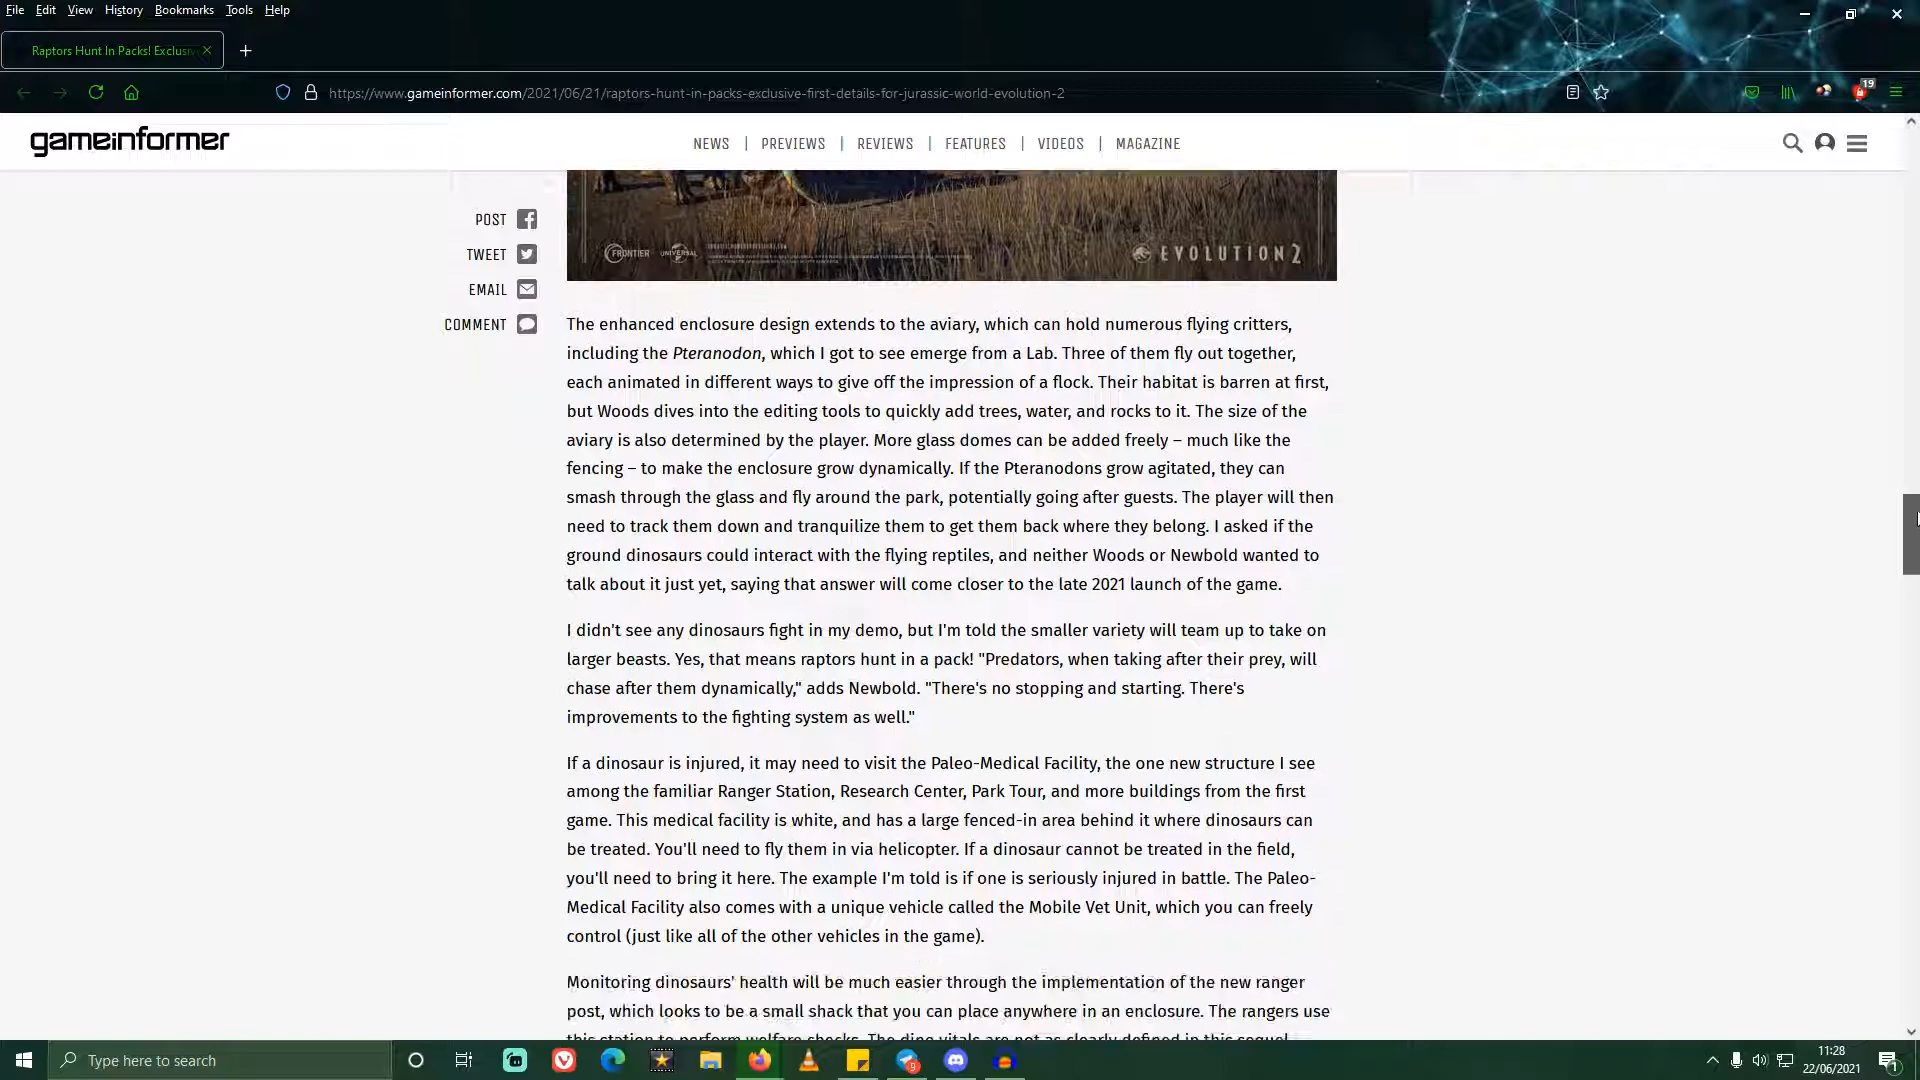 File Edit View History Bookmarks Tools Help
Raptors Hunt In Packs! Exclusiv
https://www.gameinformer.com/2021/06/21/raptors-hunt-in-packs-exclusive-first-details-for-jurassic-world-evolution-2
19
gameinformer
NEWS | PREVIEWS | REVIEWS | FEATURES | VIDEOS | MAGAZINE
POST
TWEET
EMAIL
COMMENT
FRONTIER UNIVERSAL
EVOLUTION 2
The enhanced enclosure design extends to the aviary, which can hold numerous flying critters,
including the Pteranodon, which I got to see emerge from a Lab. Three of them fly out together,
each animated in different ways to give off the impression of a flock. Their habitat is barren at first,
but Woods dives into the editing tools to quickly add trees, water, and rocks to it. The size of the
aviary is also determined by the player. More glass domes can be added freely – much like the
fencing – to make the enclosure grow dynamically. If the Pteranodons grow agitated, they can
smash through the glass and fly around the park, potentially going after guests. The player will then
need to track them down and tranquilize them to get them back where they belong. I asked if the
ground dinosaurs could interact with the flying reptiles, and neither Woods or Newbold wanted to
talk about it just yet, saying that answer will come closer to the late 2021 launch of the game.
I didn't see any dinosaurs fight in my demo, but I'm told the smaller variety will team up to take on
larger beasts. Yes, that means raptors hunt in a pack! "Predators, when taking after their prey, will
chase after them dynamically," adds Newbold. "There's no stopping and starting. There's
improvements to the fighting system as well."
If a dinosaur is injured, it may need to visit the Paleo-Medical Facility, the one new structure I see
among the familiar Ranger Station, Research Center, Park Tour, and more buildings from the first
game. This medical facility is white, and has a large fenced-in area behind it where dinosaurs can
be treated. You'll need to fly them in via helicopter. If a dinosaur cannot be treated in the field,
you'll need to bring it here. The example I'm told is if one is seriously injured in battle. The Paleo-
Medical Facility also comes with a unique vehicle called the Mobile Vet Unit, which you can freely
control (just like all of the other vehicles in the game).
Monitoring dinosaurs' health will be much easier through the implementation of the new ranger
post, which looks to be a small shack that you can place anywhere in an enclosure. The rangers use
this station to perform welfare checks. The dino vitals are not as clearly defined in this sequel
Type here to search
9
11:28
22/06/2021
1